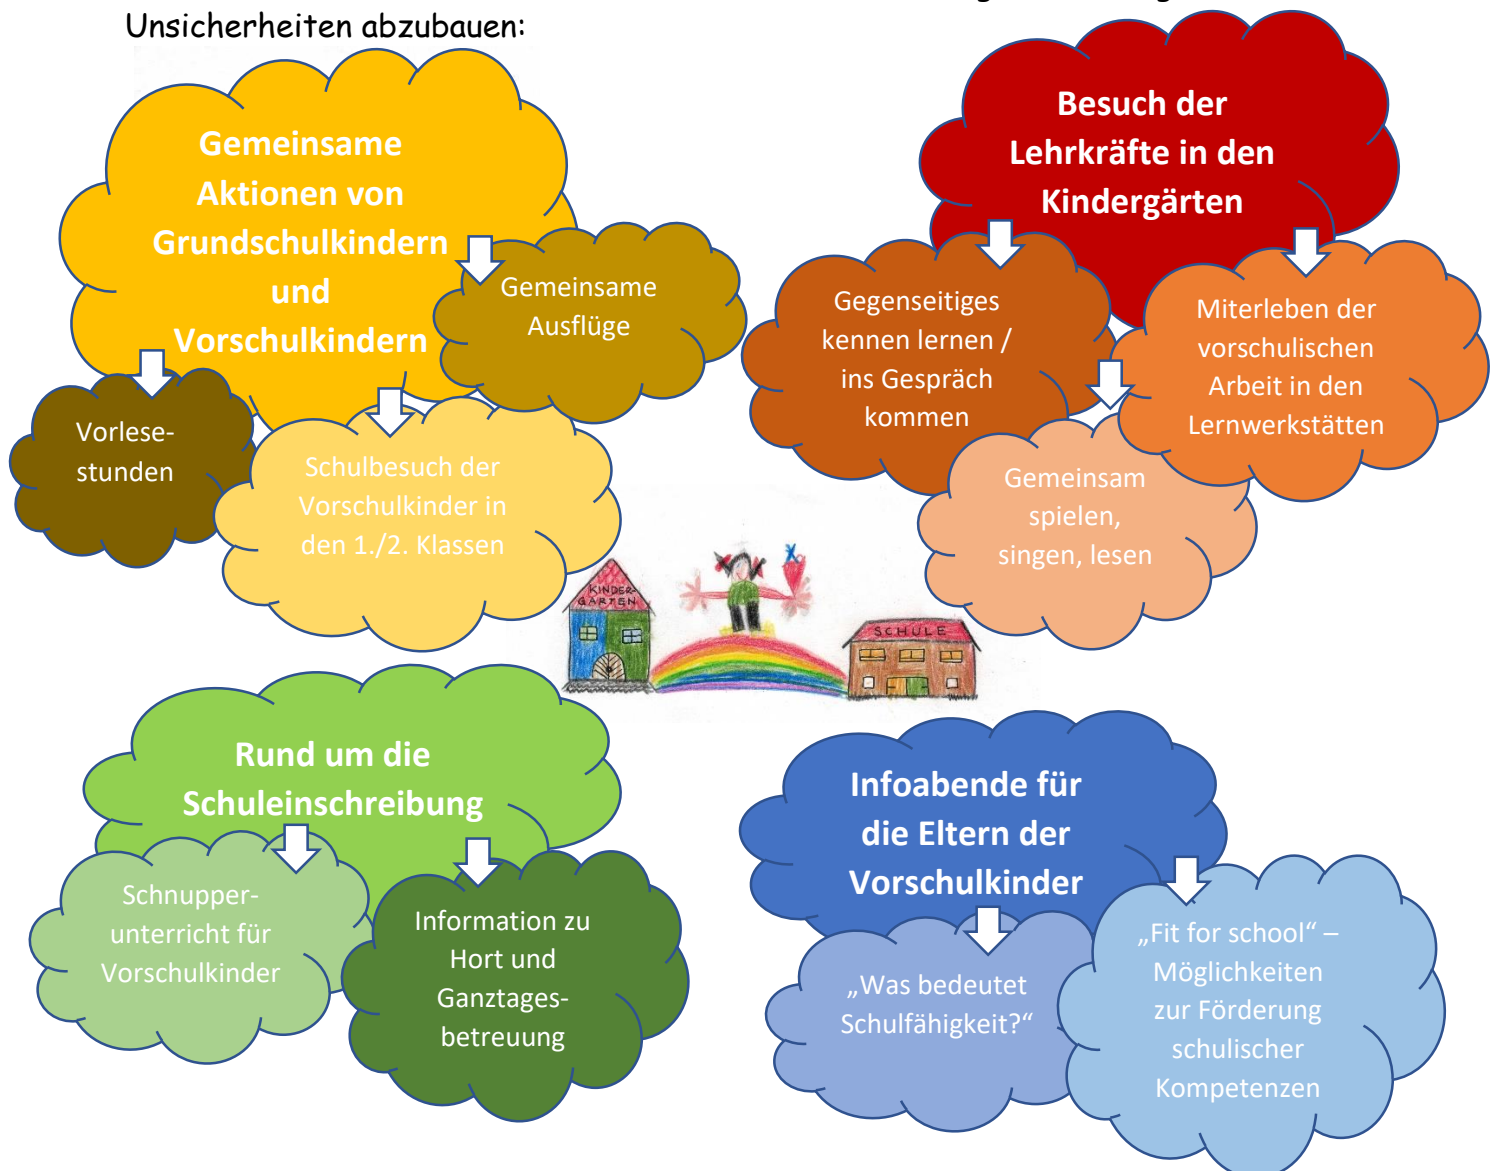 Unsicherheiten abzubauen:
Gemeinsame
Aktionen von
Grundschulkindern
und
Vorschulkindern
Gemeinsame
Ausflüge
Vorlese-
stunden
Schulbesuch der
Vorschulkinder in
den 1./2. Klassen
Besuch der
Lehrkräfte in den
Kindergärten
Gegenseitiges
kennen lernen /
ins Gespräch
kommen
Miterleben der
vorschulischen
Arbeit in den
Lernwerkstätten
Gemeinsam
spielen,
singen, lesen
KINDER-
GARTEN
SCHULE
Rund um die
Schuleinschreibung
Schnupper-
unterricht für
Vorschulkinder
Information zu
Hort und
Ganztages-
betreuung
Infoabende für
die Eltern der
Vorschulkinder
„Was bedeutet
Schulfähigkeit?“
„Fit for school“ –
Möglichkeiten
zur Förderung
schulischer
Kompetenzen